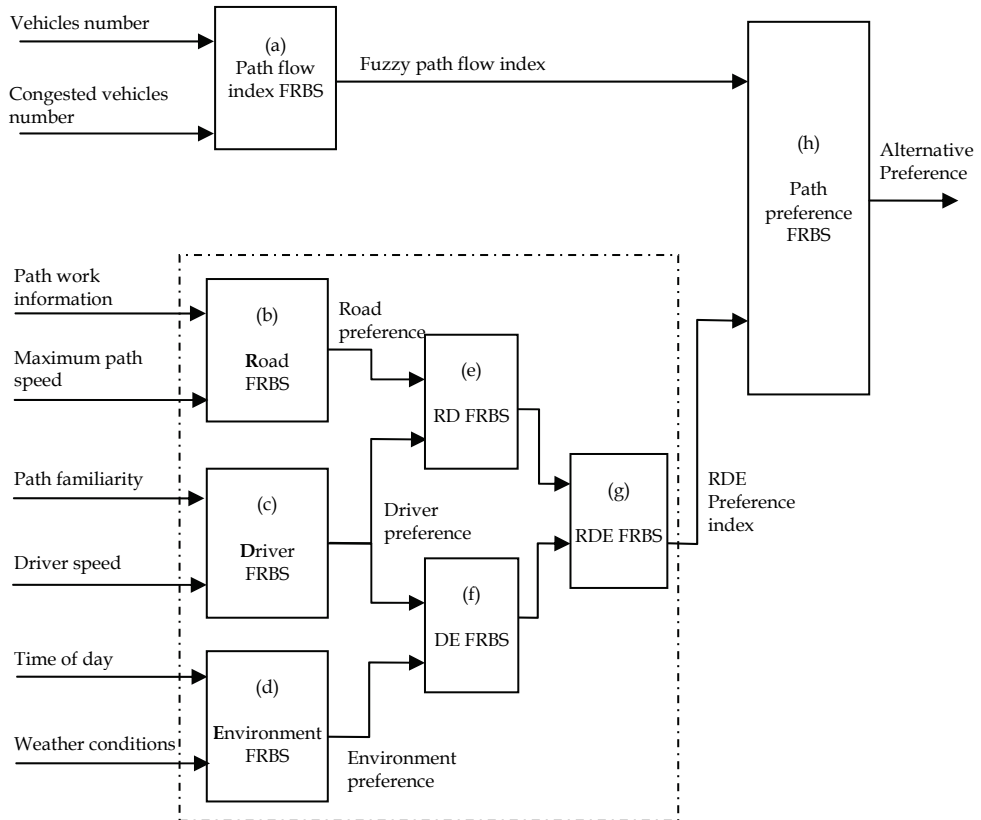 Vehicles number
Congested vehicles
number
(a)
Path flow
index FRBS
Fuzzy path flow index
(h)
Path
preference
FRBS
Alternative
Preference
Path work
information
Maximum path
speed
(b)
Road
FRBS
Road
preference
(e)
RD FRBS
Path familiarity
Driver speed
(c)
Driver
FRBS
Driver
preference
(g)
RDE FRBS
RDE
Preference
index
(f)
DE FRBS
Time of day
Weather conditions
(d)
Environment
FRBS
Environment
preference